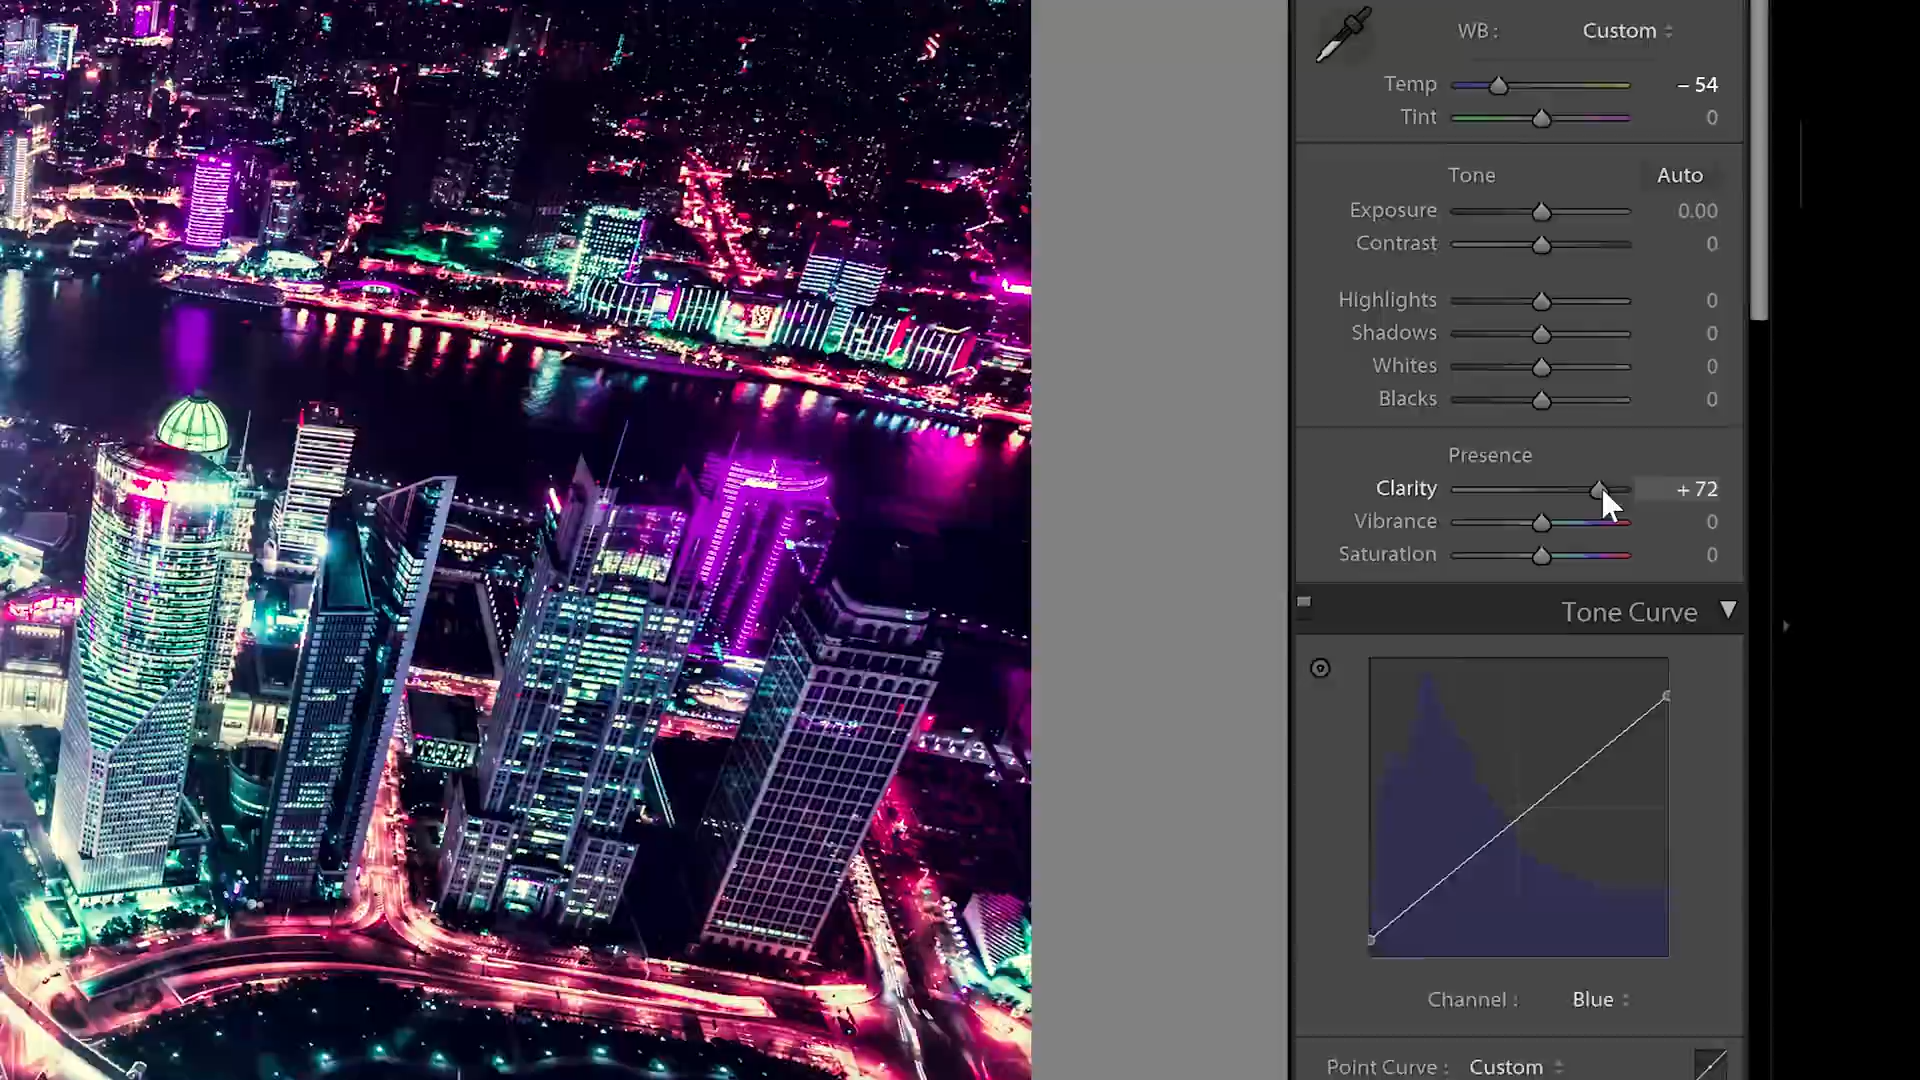 WB : Custom
Temp – 54
Tint 0
Tone Auto
Exposure 0.00
Contrast 0
Highlights 0
Shadows 0
Whites 0
Blacks 0
Presence
Clarity + 72
Vibrance 0
Saturation 0
Tone Curve
Channel : Blue
Point Curve : Custom